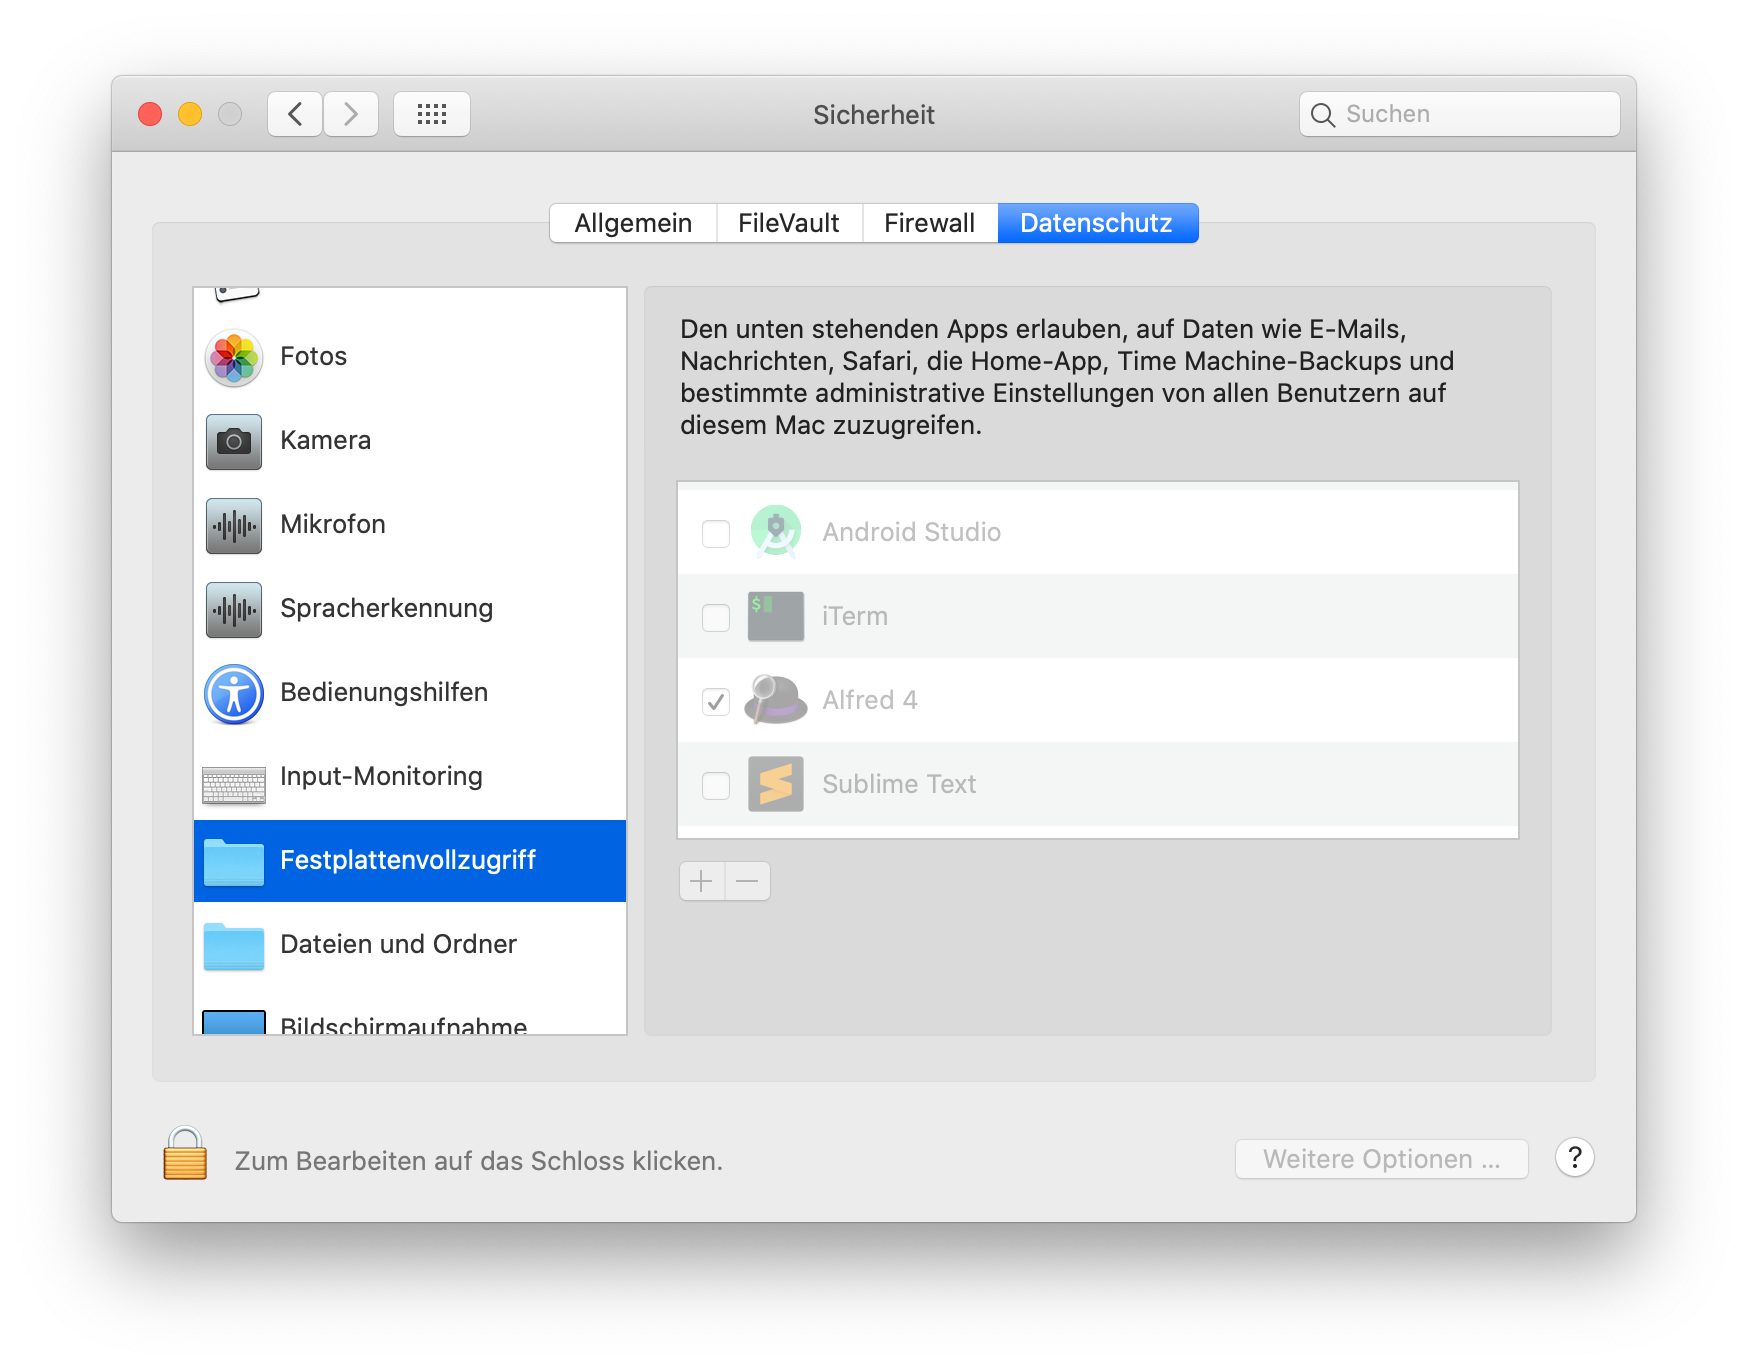 Sicherheit
Suchen
Allgemein
FileVault
Firewall
Datenschutz
Fotos
Kamera
Mikrofon
Spracherkennung
Bedienungshilfen
Input-Monitoring
Festplattenvollzugriff
Dateien und Ordner
Bildschirmaufnahme
Den unten stehenden Apps erlauben, auf Daten wie E-Mails,
Nachrichten, Safari, die Home-App, Time Machine-Backups und
bestimmte administrative Einstellungen von allen Benutzern auf
diesem Mac zuzugreifen.
Android Studio
$
iTerm
Alfred 4
Sublime Text
Zum Bearbeiten auf das Schloss klicken.
Weitere Optionen ...
?